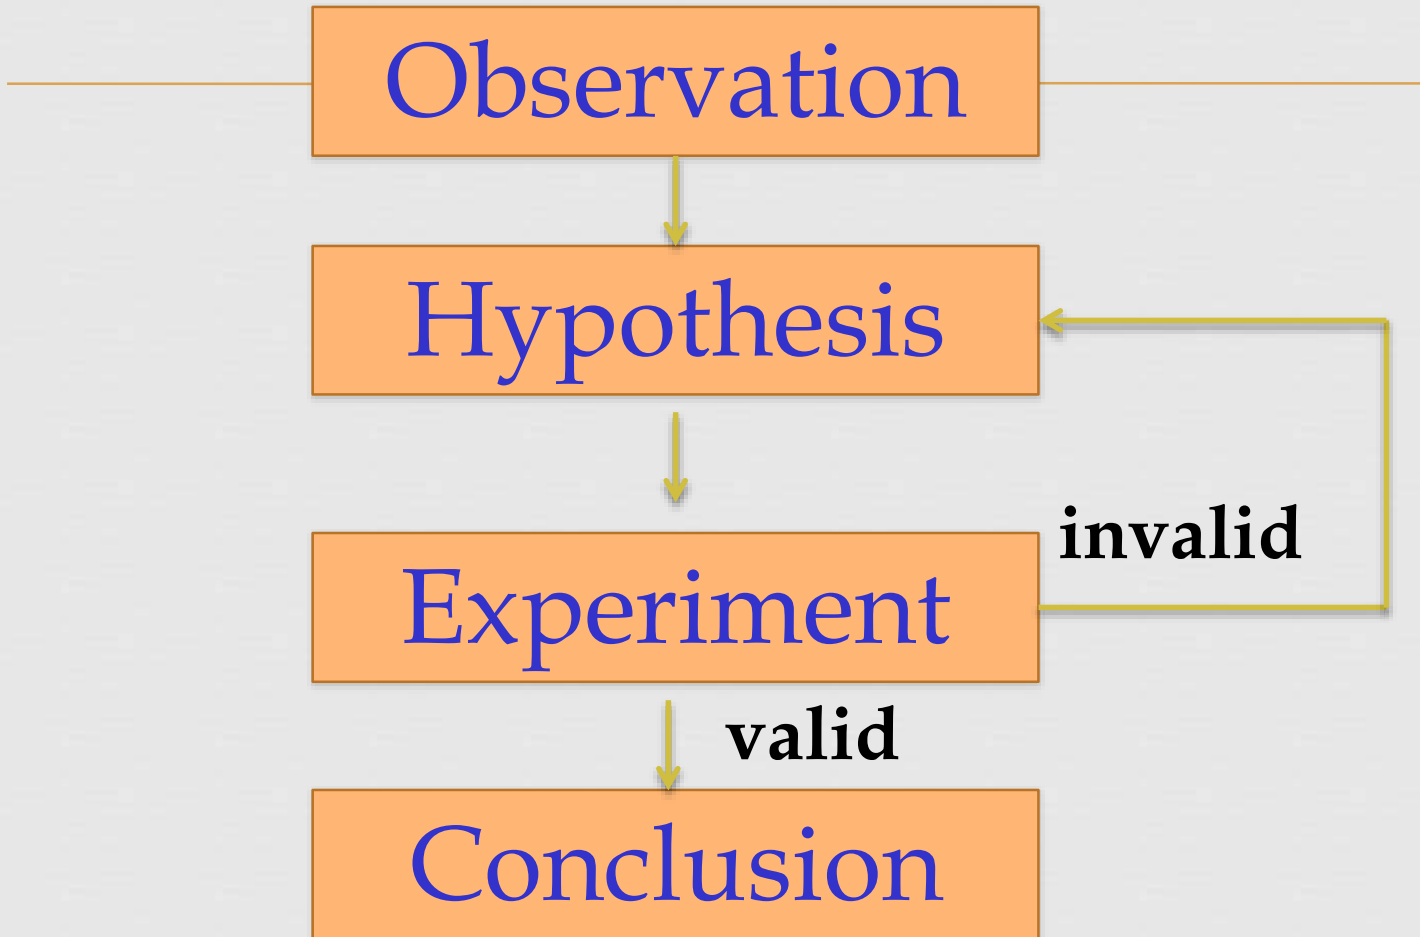 Observation
Hypothesis
invalid
Experiment
valid
Conclusion